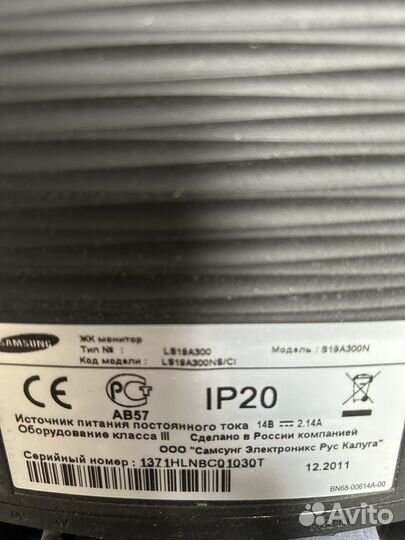 SAMSUNG
ЖК монитор
Тип № : LS19A300 Модель : S19A300N
Код модели : LS19A300NS/CI
CE РСТ IP20
АВ57
Источник питания постоянного тока 14В 2.14А
Оборудование класса III Сделано в России компанией
ООО "Самсунг Электроникс Рус Калуга"
Серийный номер : 1371HLNBC01030T 12.2011
BN68-00614A-00
Avito